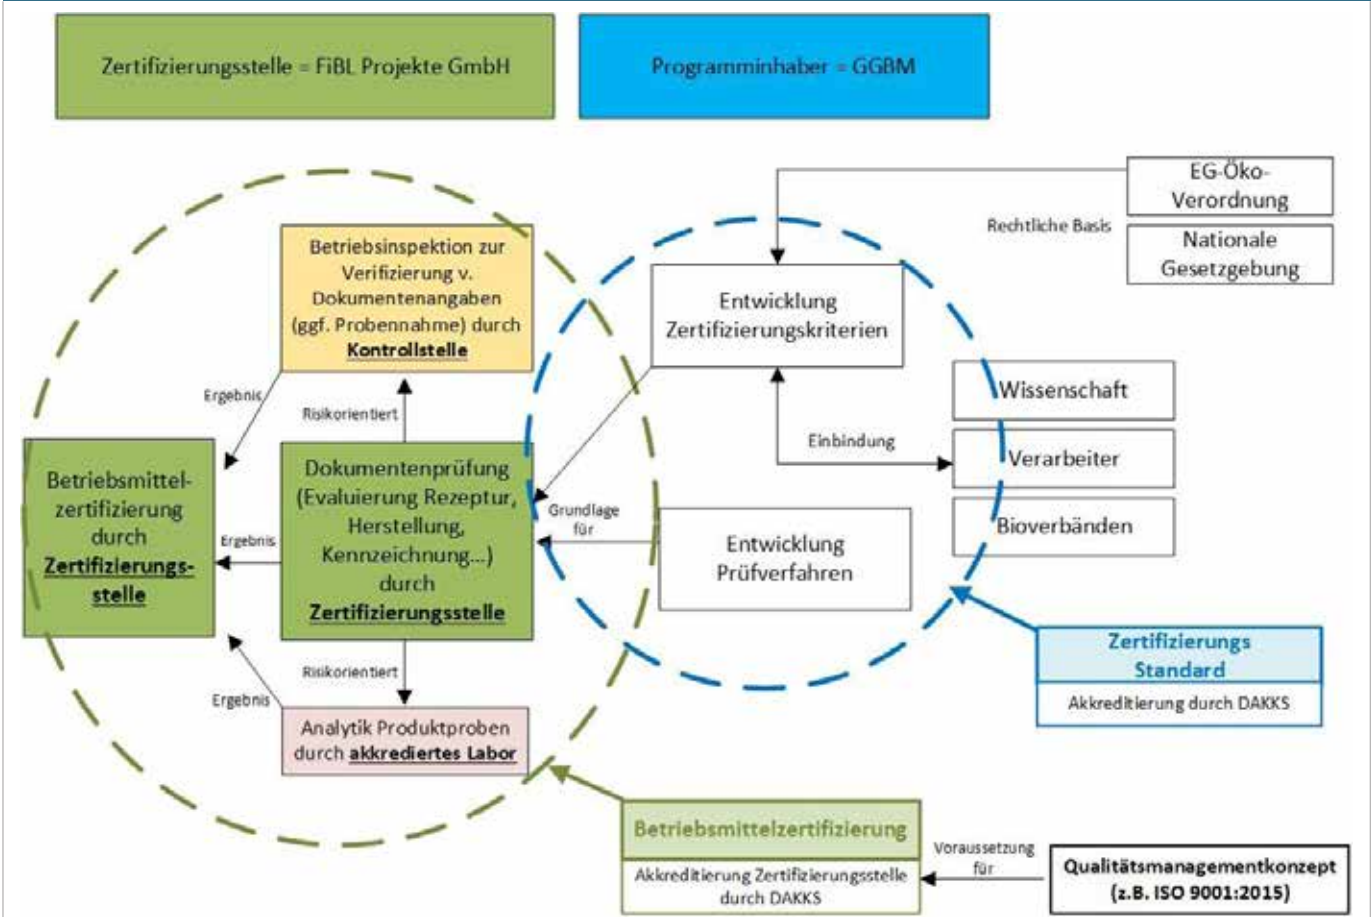 Zertifizierungsstelle = FiBL Projekte GmbH
Programminhaber = GGBM
EG-Öko-
Verordnung
Rechtliche Basis
Nationale
Gesetzgebung
Betriebsinspektion zur
Verifizierung v.
Dokumentenangaben
(ggf. Probennahme) durch
Kontrollstelle
Entwicklung
Zertifizierungskriterien
Ergebnis
Risikorientiert
Wissenschaft
Einbindung
Verarbeiter
Bioverbänden
Betriebsmittel-
zertifizierung
durch
Zertifizierungs-
stelle
Ergebnis
Dokumentenprüfung
(Evaluierung Rezeptur,
Herstellung,
Kennzeichnung...)
durch
Zertifizierungsstelle
Grundlage
für
Entwicklung
Prüfverfahren
Risikorientiert
Ergebnis
Analytik Produktproben
durch akkrediertes Labor
Zertifizierungs
Standard
Akkreditierung durch DAKKS
Betriebsmittelzertifizierung
Akkreditierung Zertifizierungsstelle
durch DAKKS
Voraussetzung
für
Qualitätsmanagementkonzept
(z.B. ISO 9001:2015)